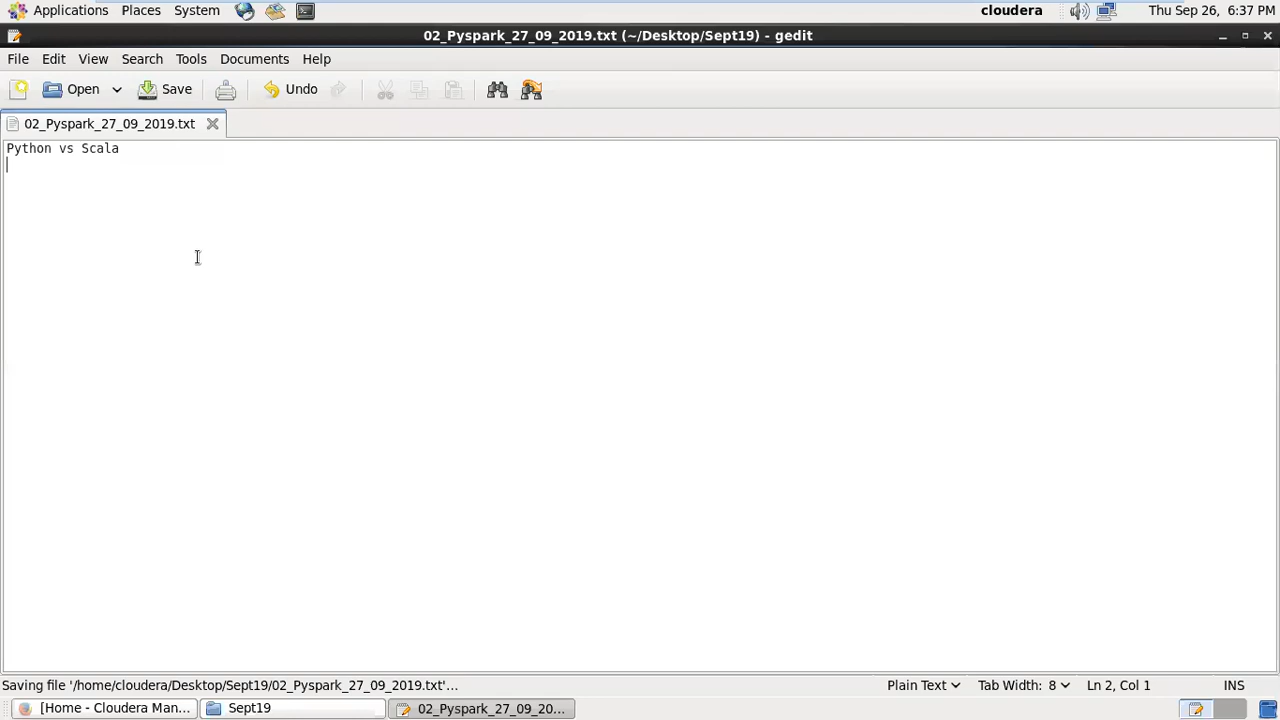 Applications Places System cloudera Thu Sep 26, 6:37 PM
02_Pyspark_27_09_2019.txt (~/Desktop/Sept19) - gedit
File Edit View Search Tools Documents Help
Open Save Undo
02_Pyspark_27_09_2019.txt
Python vs Scala
Saving file '/home/cloudera/Desktop/Sept19/02_Pyspark_27_09_2019.txt'... Plain Text Tab Width: 8 Ln 2, Col 1 INS
[Home - Cloudera Man... Sept19 02_Pyspark_27_09_20...